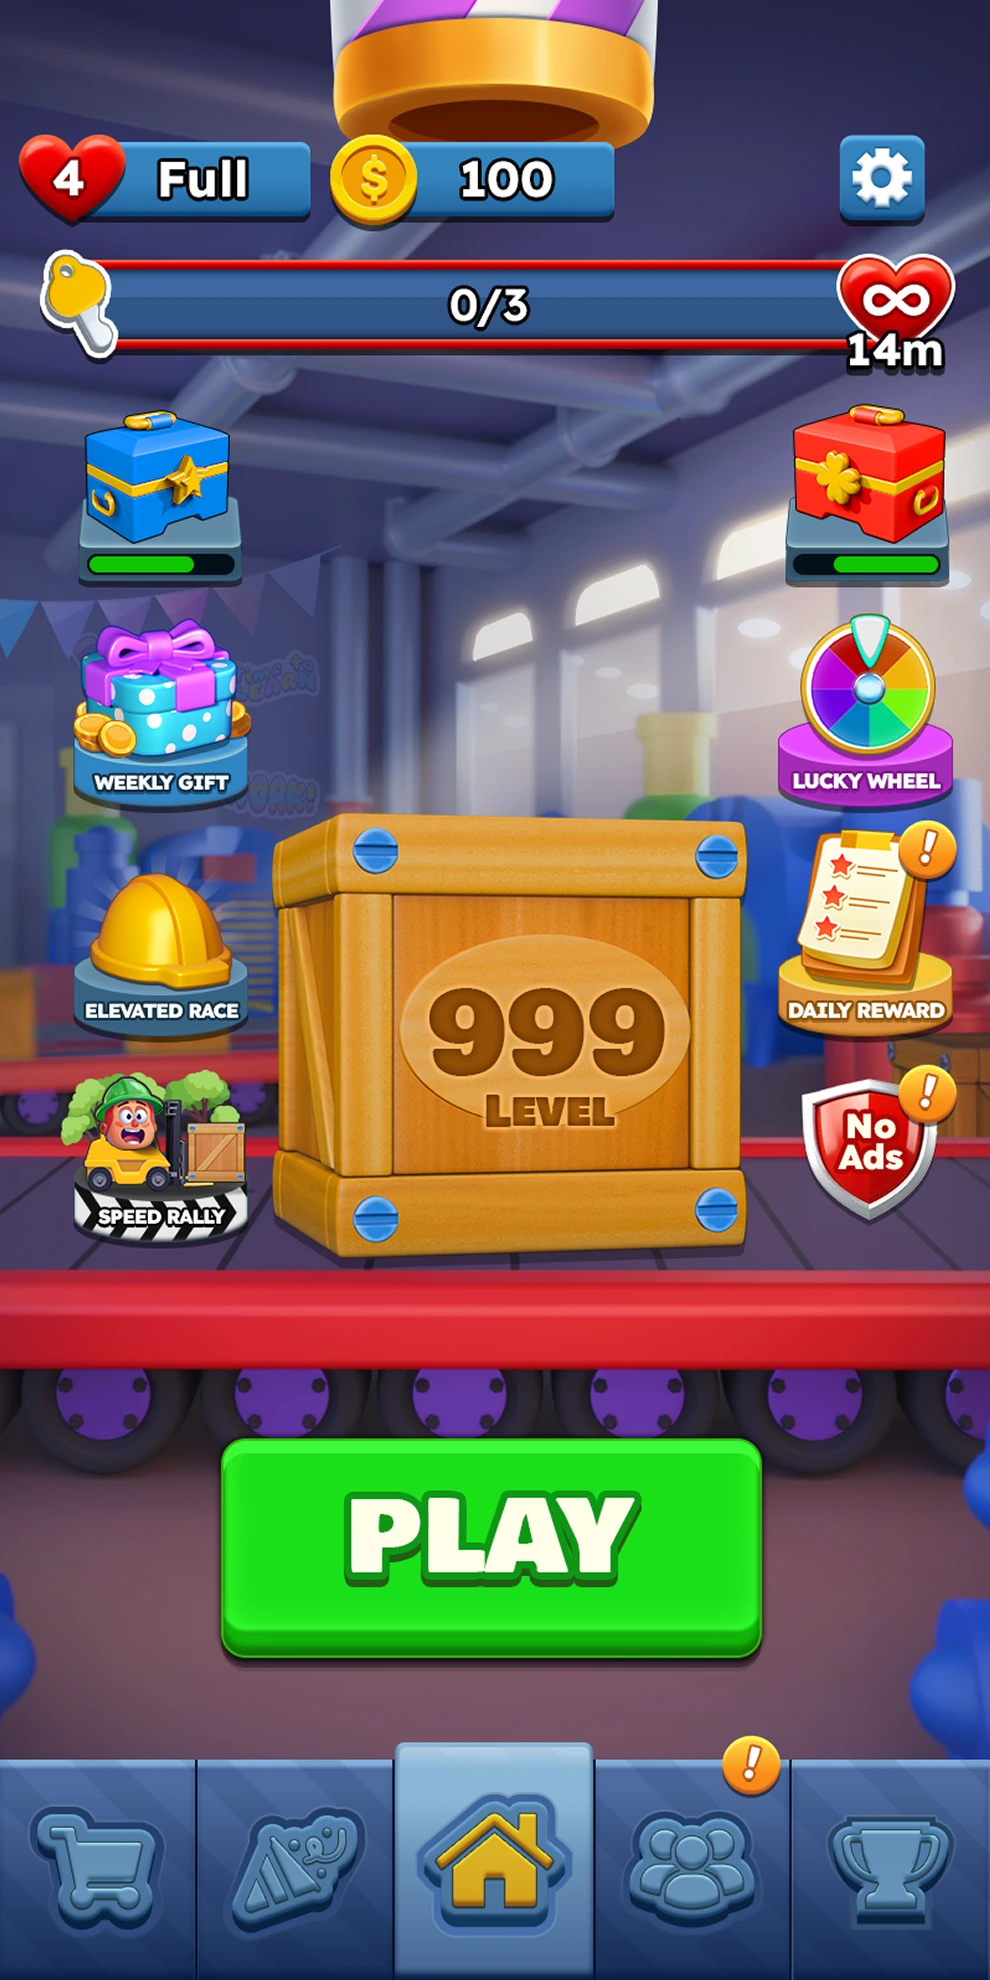 4 Full
100
0/3
14m
WEEKLY GIFT
LUCKY WHEEL
ELEVATED RACE
DAILY REWARD
999
LEVEL
No
Ads
SPEED RALLY
PLAY